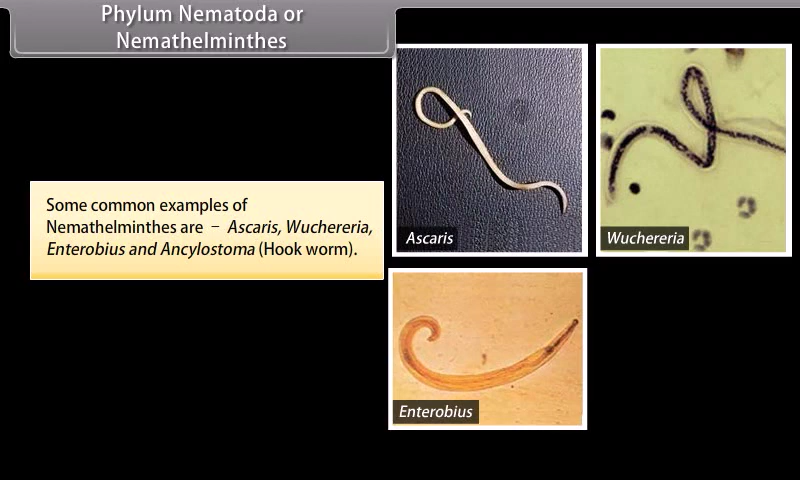 Phylum Nematoda or
Nemathelminthes
Some common examples of
Nemathelminthes are – Ascaris, Wuchereria,
Enterobius and Ancylostoma (Hook worm).
Ascaris
Wuchereria
Enterobius